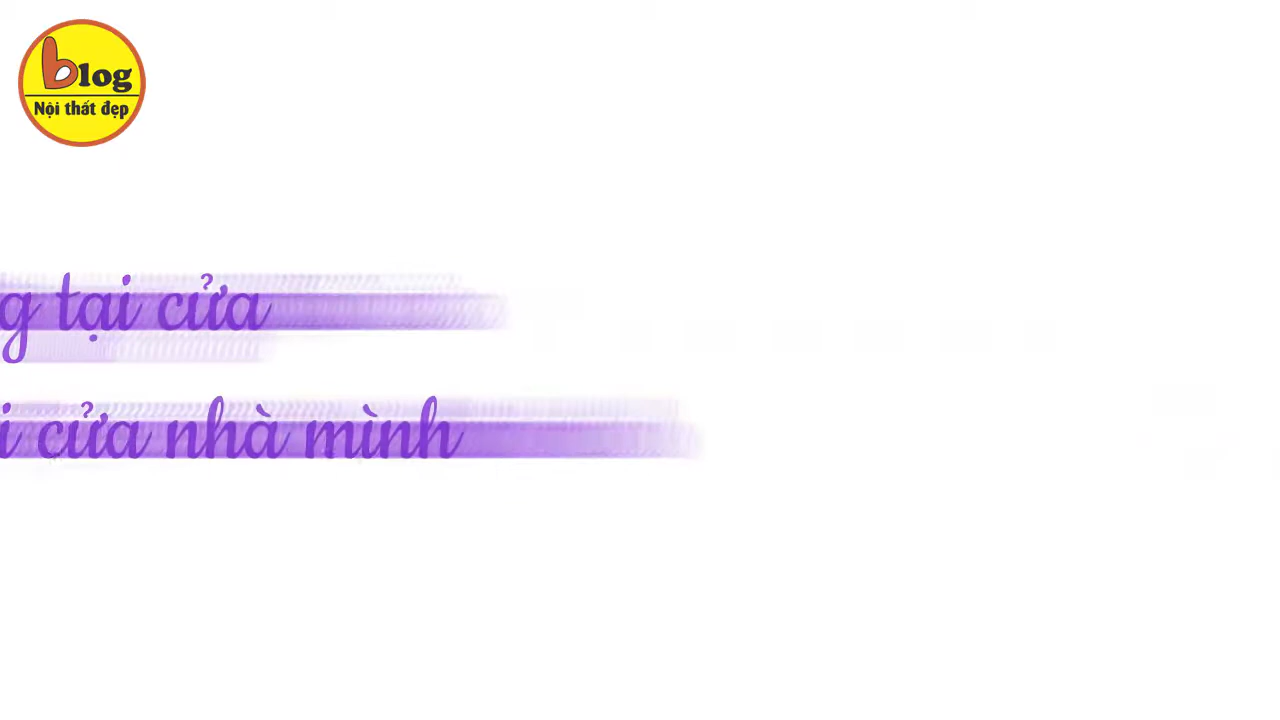 blog
Nội thất đẹp
g tại cửa
i cửa nhà mình